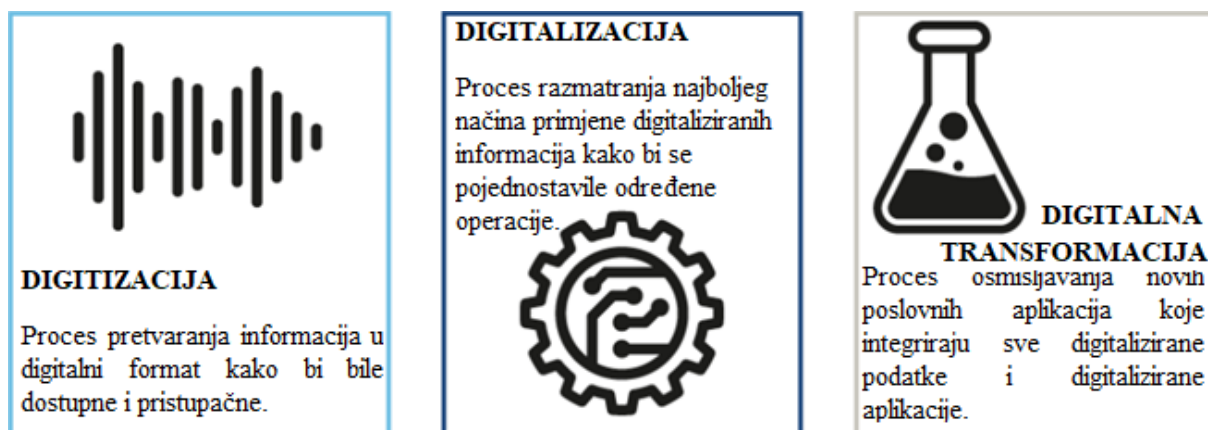 DIGITIZACIJA
Proces pretvaranja informacija u
digitalni format kako bi bile
dostupne i pristupačne.
DIGITALIZACIJA
Proces razmatranja najboljeg
načina primjene digitaliziranih
informacija kako bi se
pojednostavile određene
operacije.
DIGITALNA
TRANSFORMACIJA
Proces osmišljavanja novih
poslovnih aplikacija koje
integriraju sve digitalizirane
podatke i digitalizirane
aplikacije.